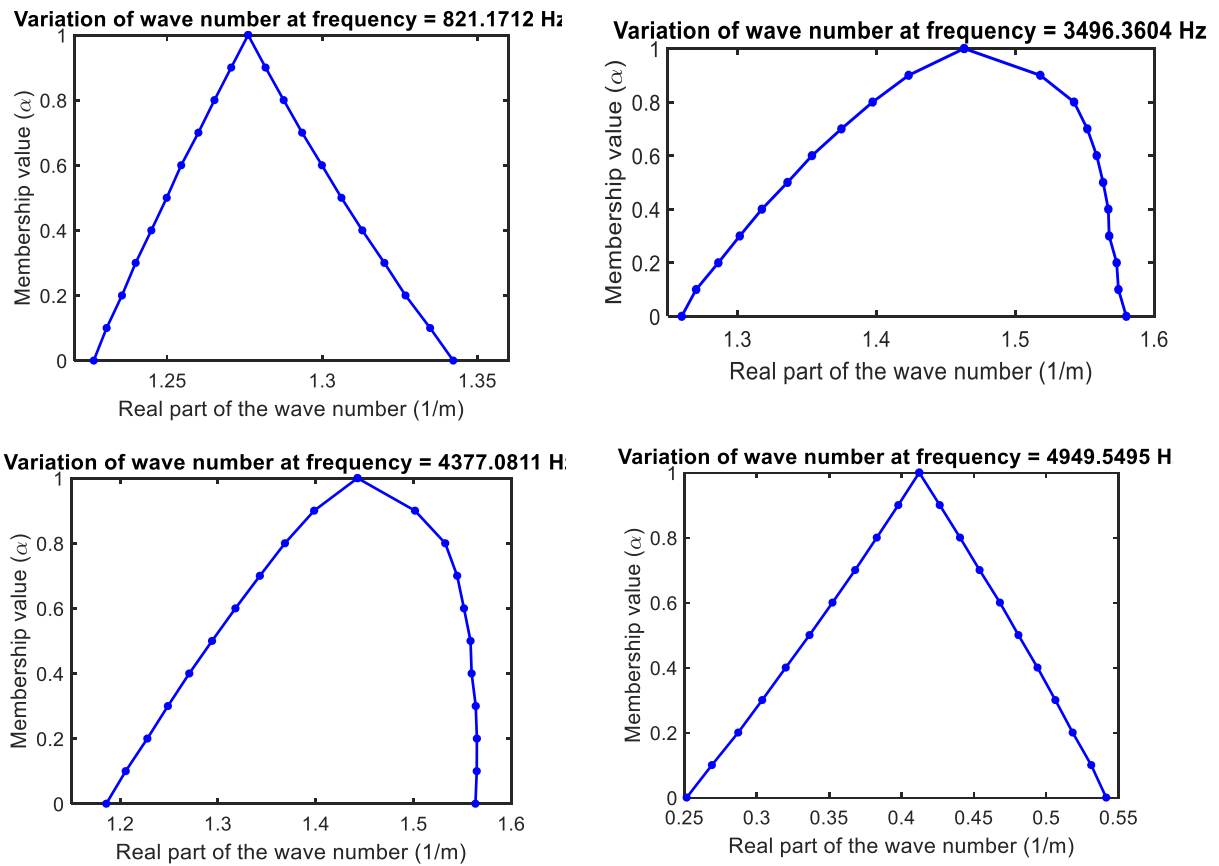 Variation of wave number at frequency = 821.1712 Hz
1
0.8
0.6
0.4
0.2
0
Membership value (α)
1.25 1.3 1.35
Real part of the wave number (1/m)
Variation of wave number at frequency = 3496.3604 Hz
1
0.8
0.6
0.4
0.2
0
Membership value (α)
1.3 1.4 1.5 1.6
Real part of the wave number (1/m)
Variation of wave number at frequency = 4377.0811 Hz
1
0.8
0.6
0.4
0.2
0
Membership value (α)
1.2 1.3 1.4 1.5 1.6
Real part of the wave number (1/m)
Variation of wave number at frequency = 4949.5495 H
1
0.8
0.6
0.4
0.2
0
Membership value (α)
0.25 0.3 0.35 0.4 0.45 0.5 0.55
Real part of the wave number (1/m)